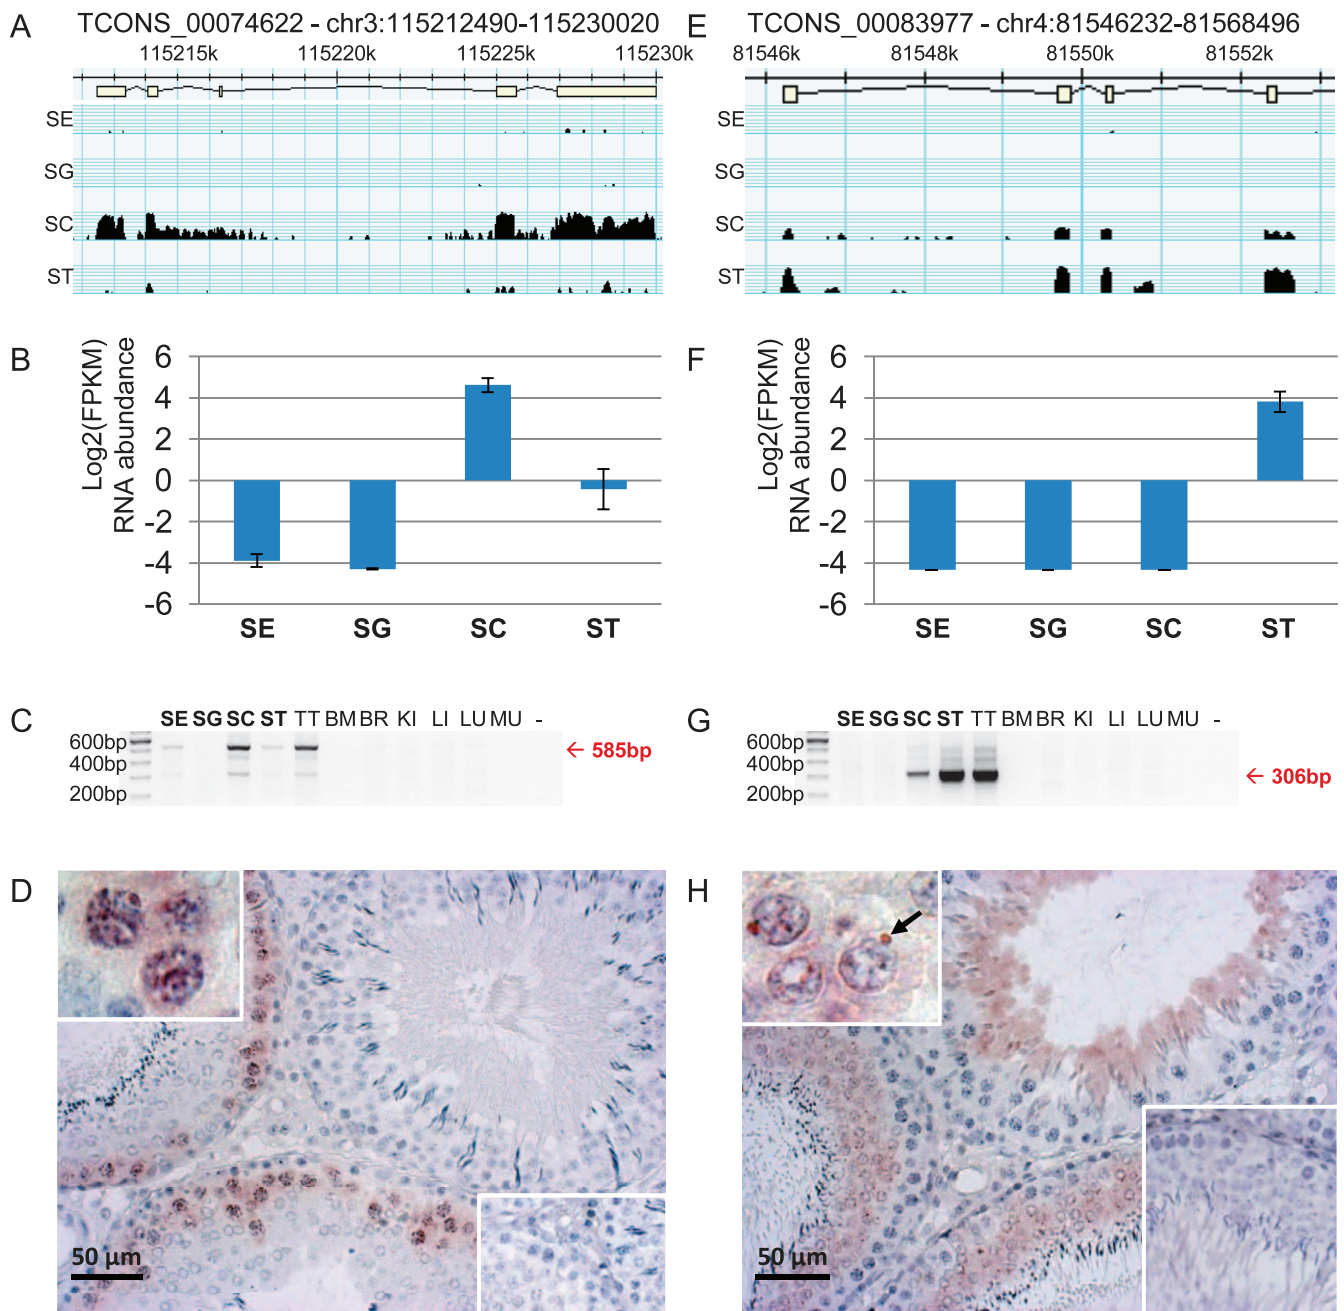 A TCONS_00074622 - chr3:115212490-115230020
115215k 115220k 115225k 115230k
SE
SG
SC
ST
E TCONS_00083977 - chr4:81546232-81568496
81546k 81548k 81550k 81552k
SE
SG
SC
ST
B
Log2(FPKM)
RNA abundance
6
4
2
0
-2
-4
-6
SE SG SC ST
F
Log2(FPKM)
RNA abundance
6
4
2
0
-2
-4
-6
SE SG SC ST
C
SE SG SC ST TT BM BR KI LI LU MU -
600bp
400bp
200bp
← 585bp
G
SE SG SC ST TT BM BR KI LI LU MU -
600bp
400bp
200bp
← 306bp
D
50 µm
H
50 µm